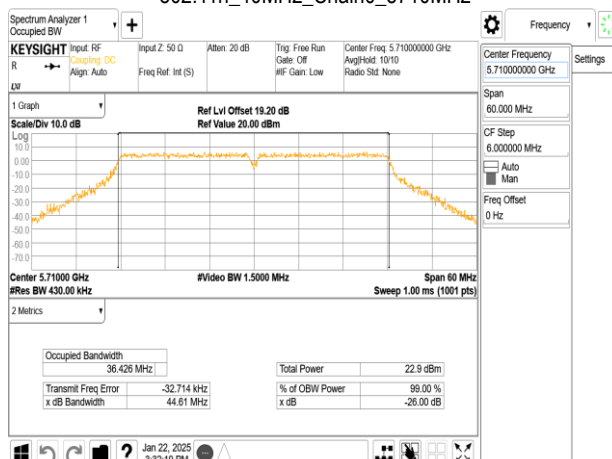 Spectrum Analyzer 1
Occupied BW
Frequency
KEYSIGHT
R
Input: RF
Coupling: DC
Align: Auto
Input Z: 50 Ω
Freq Ref: Int (S)
Atten: 20 dB
Trig: Free Run
Gate: Off
#IF Gain: Low
Center Freq: 5.710000000 GHz
Avg|Hold: 10/10
Radio Std: None
Center Frequency
5.710000000 GHz
Settings
Span
60.000 MHz
CF Step
6.000000 MHz
Auto
Man
Freq Offset
0 Hz
1 Graph
Scale/Div 10.0 dB
Ref Lvl Offset 19.20 dB
Ref Value 20.00 dBm
Log
10.0
0.00
-10.0
-20.0
-30.0
-40.0
-50.0
-60.0
-70.0
Center 5.71000 GHz
#Video BW 1.5000 MHz
Span 60 MHz
#Res BW 430.00 kHz
Sweep 1.00 ms (1001 pts)
2 Metrics
Occupied Bandwidth
36.426 MHz
Total Power 22.9 dBm
Transmit Freq Error -32.714 kHz
% of OBW Power 99.00 %
x dB Bandwidth 44.61 MHz
x dB -26.00 dB
?
Jan 22, 2025